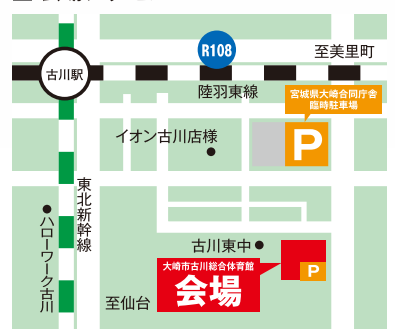 R108
至美里町
古川駅
陸羽東線
宮城県大崎合同庁舎
臨時駐車場
P
イオン古川店様
東北新幹線
ハローワーク古川
古川東中
大崎市古川総合体育館
会場
P
至仙台